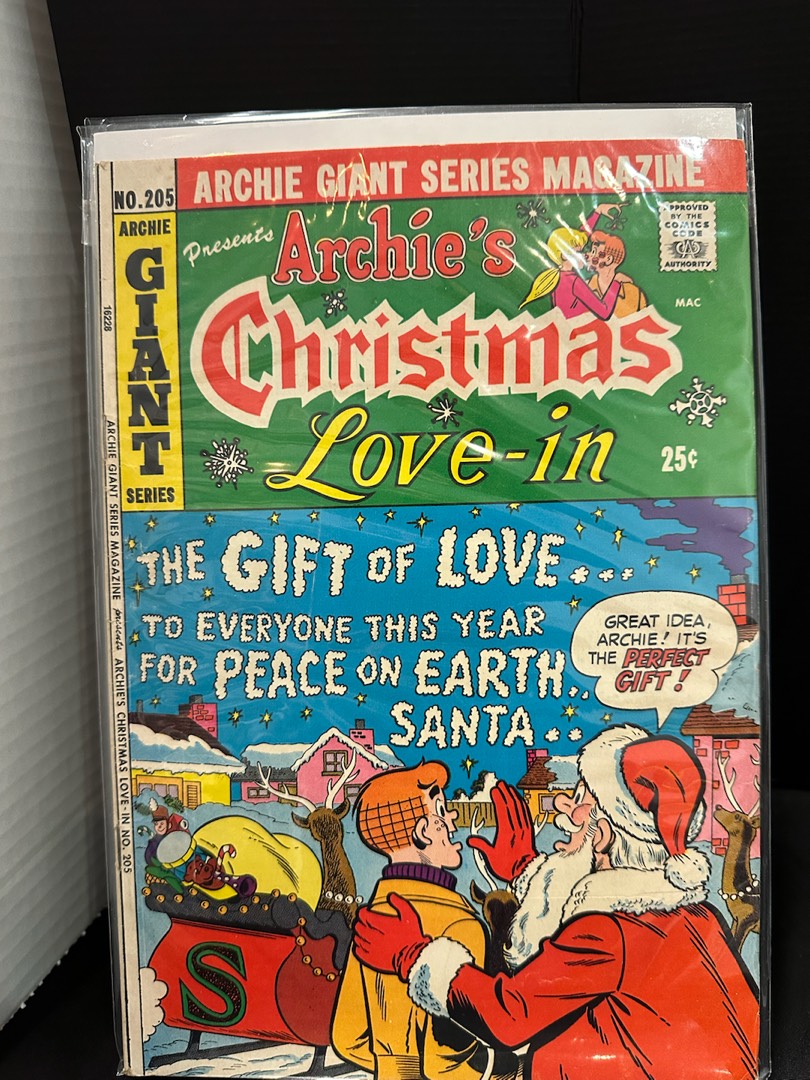 NO. 205
ARCHIE GIANT SERIES MAGAZINE
ARCHIE
GIANT
SERIES
Presents
Archie's
Christmas
Love-in
APPROVED
BY THE
COMICS
CODE
CA
AUTHORITY
MAC
25¢
16228
ARCHIE GIANT SERIES MAGAZINE presents ARCHIE'S CHRISTMAS LOVE-IN NO. 205
THE GIFT OF LOVE...
TO EVERYONE THIS YEAR
FOR PEACE ON EARTH..
SANTA..
GREAT IDEA,
ARCHIE! IT'S
THE PERFECT
GIFT!
S